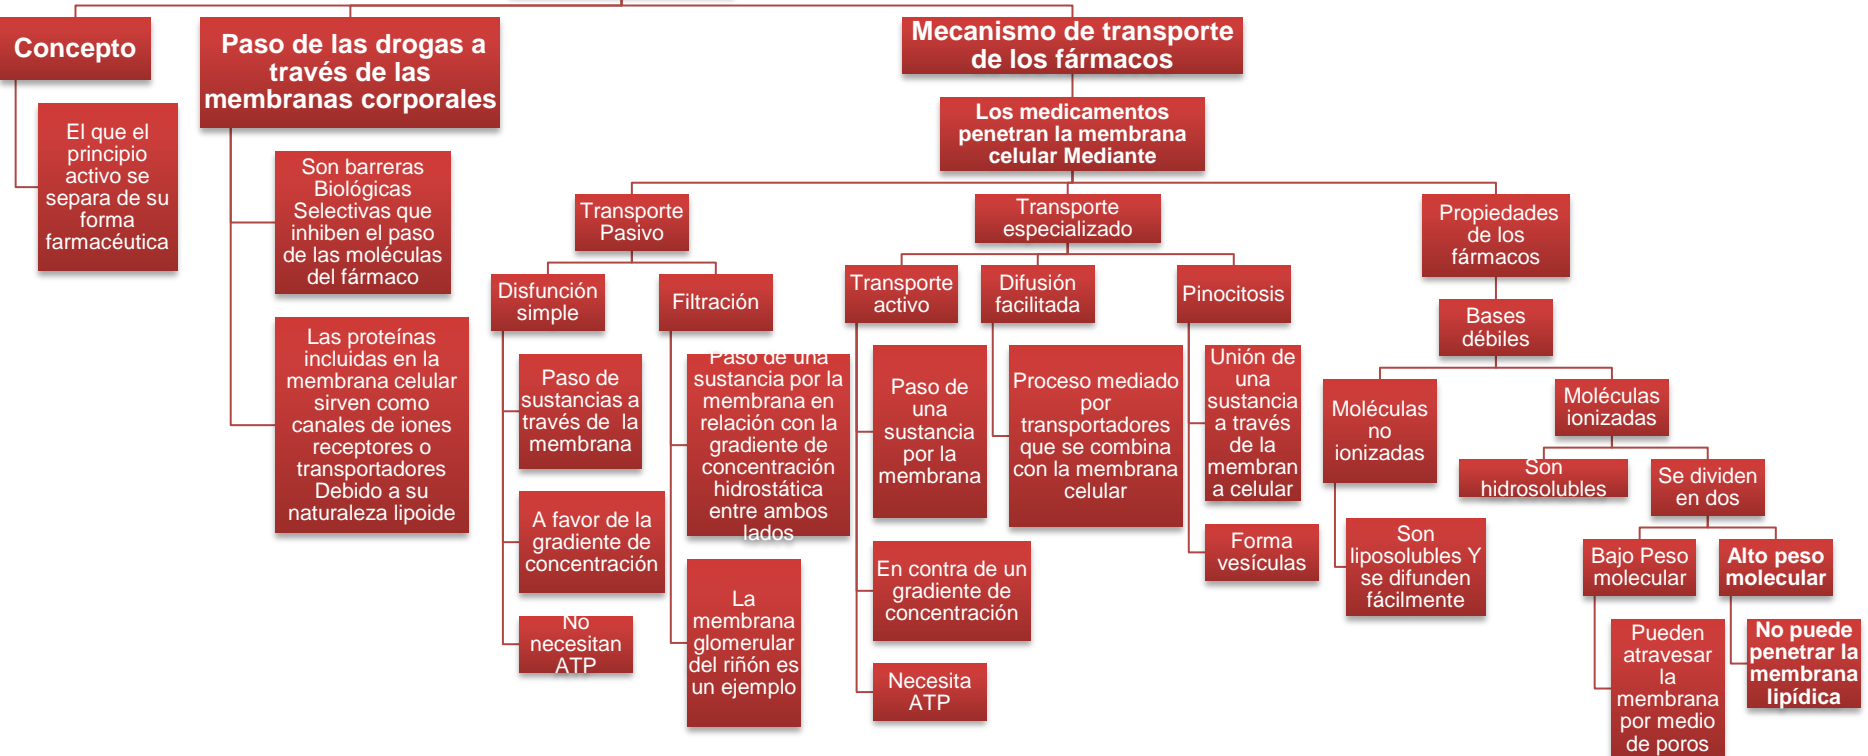 Concepto
El que el
principio
activo se
separa de su
forma
farmacéutica
Paso de las drogas a
través de las
membranas corporales
Son barreras
Biológicas
Selectivas que
inhiben el paso
de las moléculas
del fármaco
Las proteínas
incluidas en la
membrana celular
sirven como
canales de iones
receptores o
transportadores
Debido a su
naturaleza lipoide
Mecanismo de transporte
de los fármacos
Los medicamentos
penetran la membrana
celular Mediante
Transporte
Pasivo
Disfunción
simple
Paso de
sustancias a
través de la
membrana
A favor de la
gradiente de
concentración
No
necesitan
ATP
Filtración
Paso de una
sustancia por la
membrana en
relación con la
gradiente de
concentración
hidrostática
entre ambos
lados
La
membrana
glomerular
del riñón es
un ejemplo
Transporte
especializado
Transporte
activo
Paso de
una
sustancia
por la
membrana
En contra de un
gradiente de
concentración
Necesita
ATP
Difusión
facilitada
Proceso mediado
por
transportadores
que se combina
con la membrana
celular
Pinocitosis
Unión de
una
sustancia
a través
de la
membran
a celular
Forma
vesículas
Propiedades
de los
fármacos
Bases
débiles
Moléculas
no
ionizadas
Son
liposolubles Y
se difunden
fácilmente
Moléculas
ionizadas
Son
hidrosolubles
Se dividen
en dos
Bajo Peso
molecular
Pueden
atravesar
la
membrana
por medio
de poros
Alto peso
molecular
No puede
penetrar la
membrana
lipídica